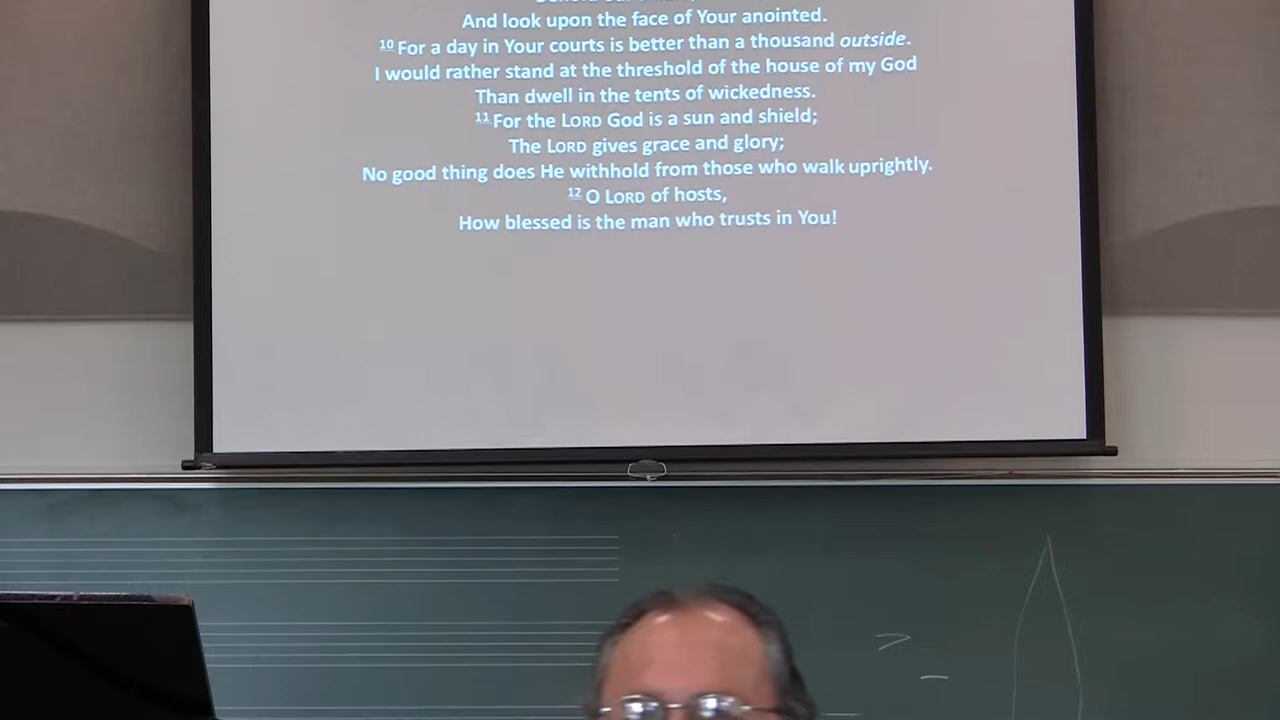 And look upon the face of Your anointed.
10 For a day in Your courts is better than a thousand outside.
I would rather stand at the threshold of the house of my God
Than dwell in the tents of wickedness.
11 For the LORD God is a sun and shield;
The LORD gives grace and glory;
No good thing does He withhold from those who walk uprightly.
12 O LORD of hosts,
How blessed is the man who trusts in You!